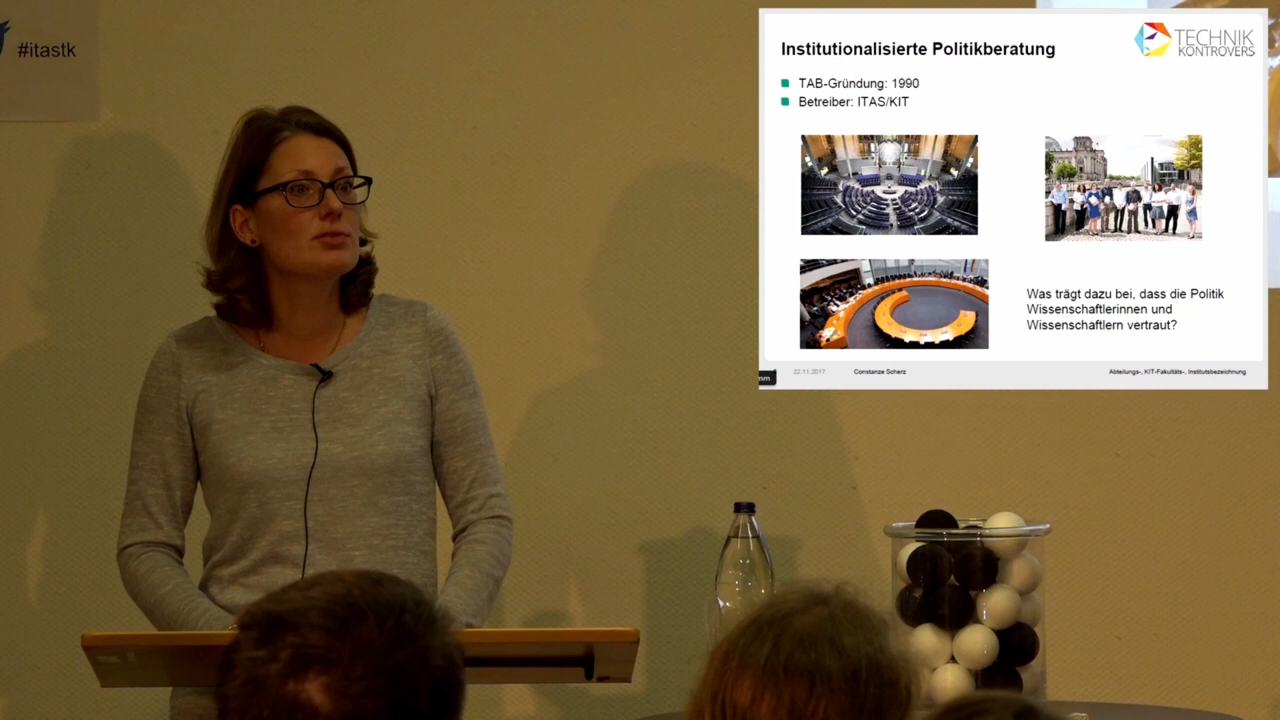 #itastk
Institutionalisierte Politikberatung
TECHNIK
KONTROVERS
TAB-Gründung: 1990
Betreiber: ITAS/KIT
Was trägt dazu bei, dass die Politik
Wissenschaftlerinnen und
Wissenschaftlern vertraut?
22.11.2017
Constanze Scherz
Abteilungs-, KIT-Fakultäts-, Institutsbezeichnung